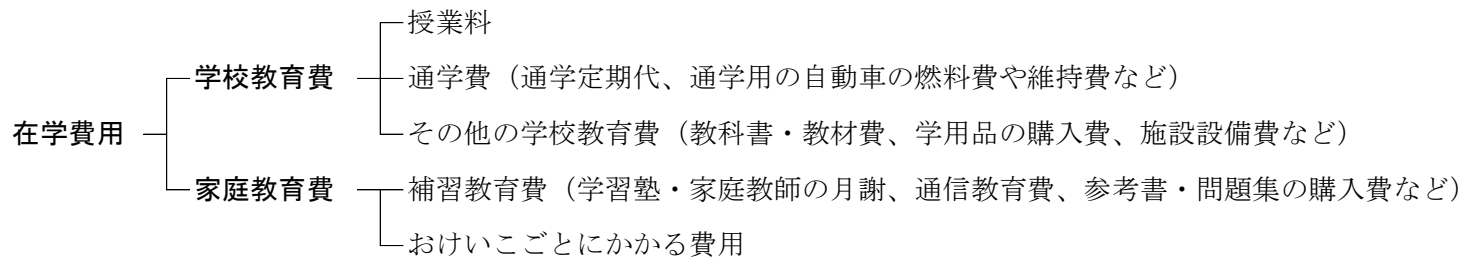 授業料
学校教育費 通学費（通学定期代、通学用の自動車の燃料費や維持費など）
在学費用 その他の学校教育費（教科書・教材費、学用品の購入費、施設設備費など）
家庭教育費 補習教育費（学習塾・家庭教師の月謝、通信教育費、参考書・問題集の購入費など）
おけいこごとにかかる費用